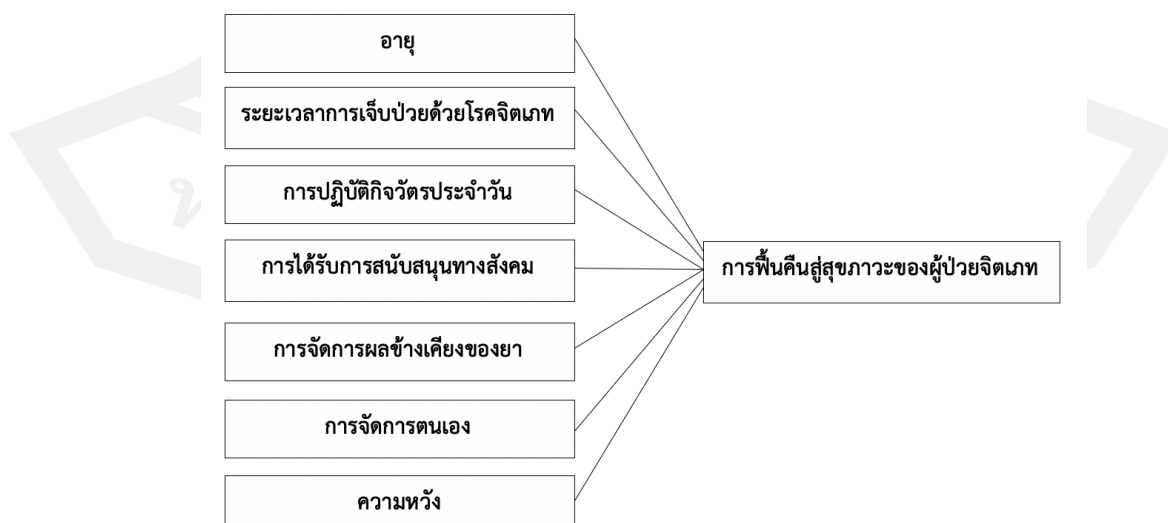 อายุ
ระยะเวลาการเจ็บป่วยด้วยโรคจิตเภท
การปฏิบัติกิจวัตรประจำวัน
การได้รับการสนับสนุนทางสังคม
การจัดการผลข้างเคียงของยา
การจัดการตนเอง
ความหวัง
การฟื้นคืนสู่สุขภาวะของผู้ป่วยจิตเภท